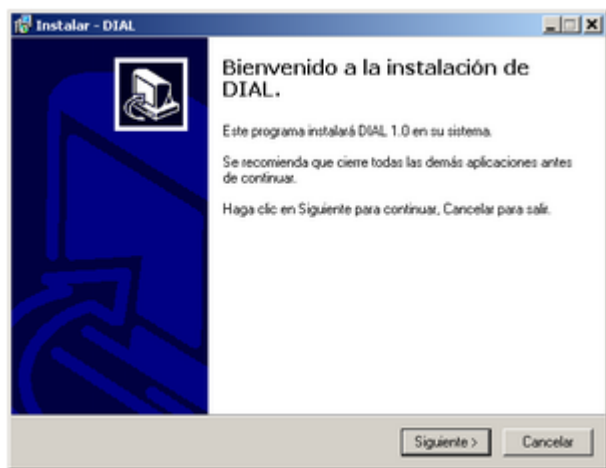 Instalar - DIAL
Bienvenido a la instalación de
DIAL.
Este programa instalará DIAL 1.0 en su sistema.
Se recomienda que cierre todas las demás aplicaciones antes
de continuar.
Haga clic en Siguiente para continuar, Cancelar para salir.
Siguiente >
Cancelar